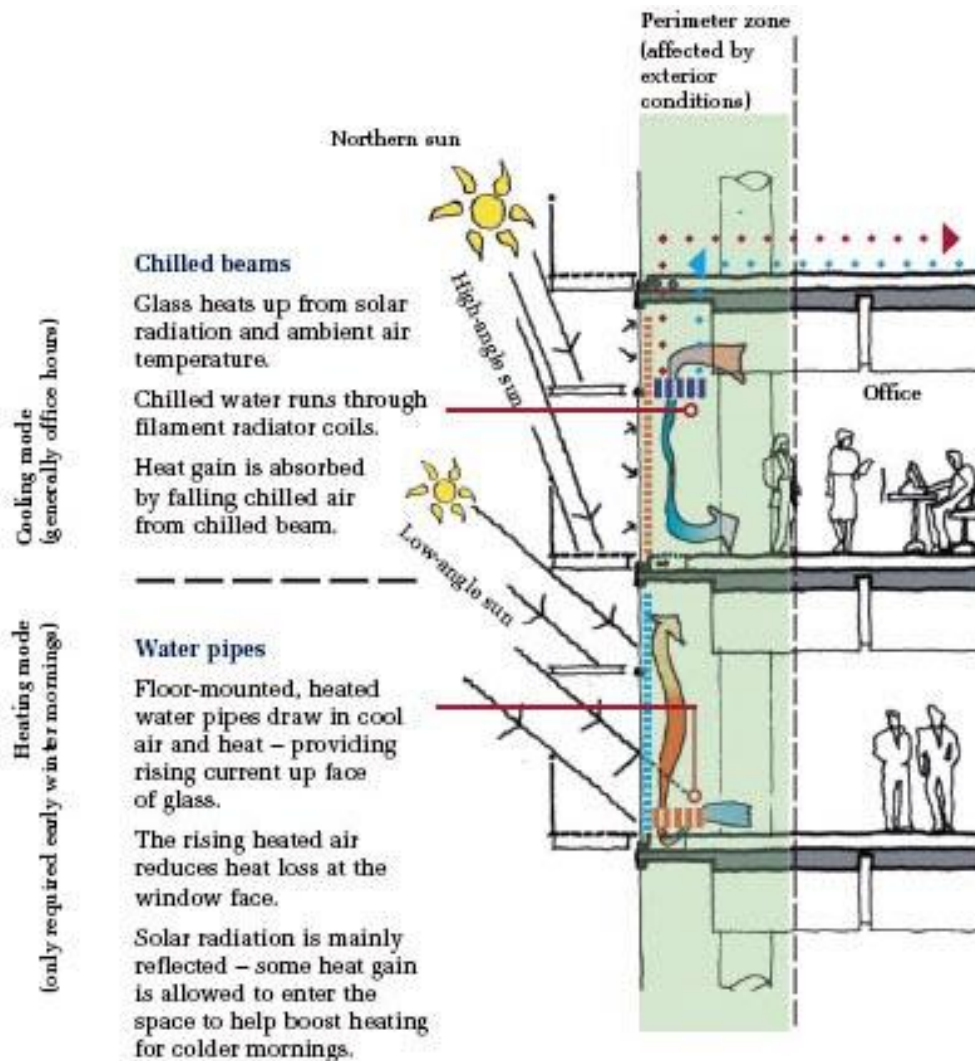 Perimeter zone
(affected by
exterior
conditions)
Northern sun
High-angle sun
Low-angle sun
Office
Cooling mode
(generally office hours)
Chilled beams
Glass heats up from solar
radiation and ambient air
temperature.
Chilled water runs through
filament radiator coils.
Heat gain is absorbed
by falling chilled air
from chilled beam.
Heating mode
(only required early winter mornings)
Water pipes
Floor-mounted, heated
water pipes draw in cool
air and heat – providing
rising current up face
of glass.
The rising heated air
reduces heat loss at the
window face.
Solar radiation is mainly
reflected – some heat gain
is allowed to enter the
space to help boost heating
for colder mornings.